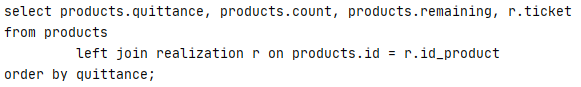 select products.quittance, products.count, products.remaining, r.ticket
from products
         left join realization r on products.id = r.id_product
order by quittance;